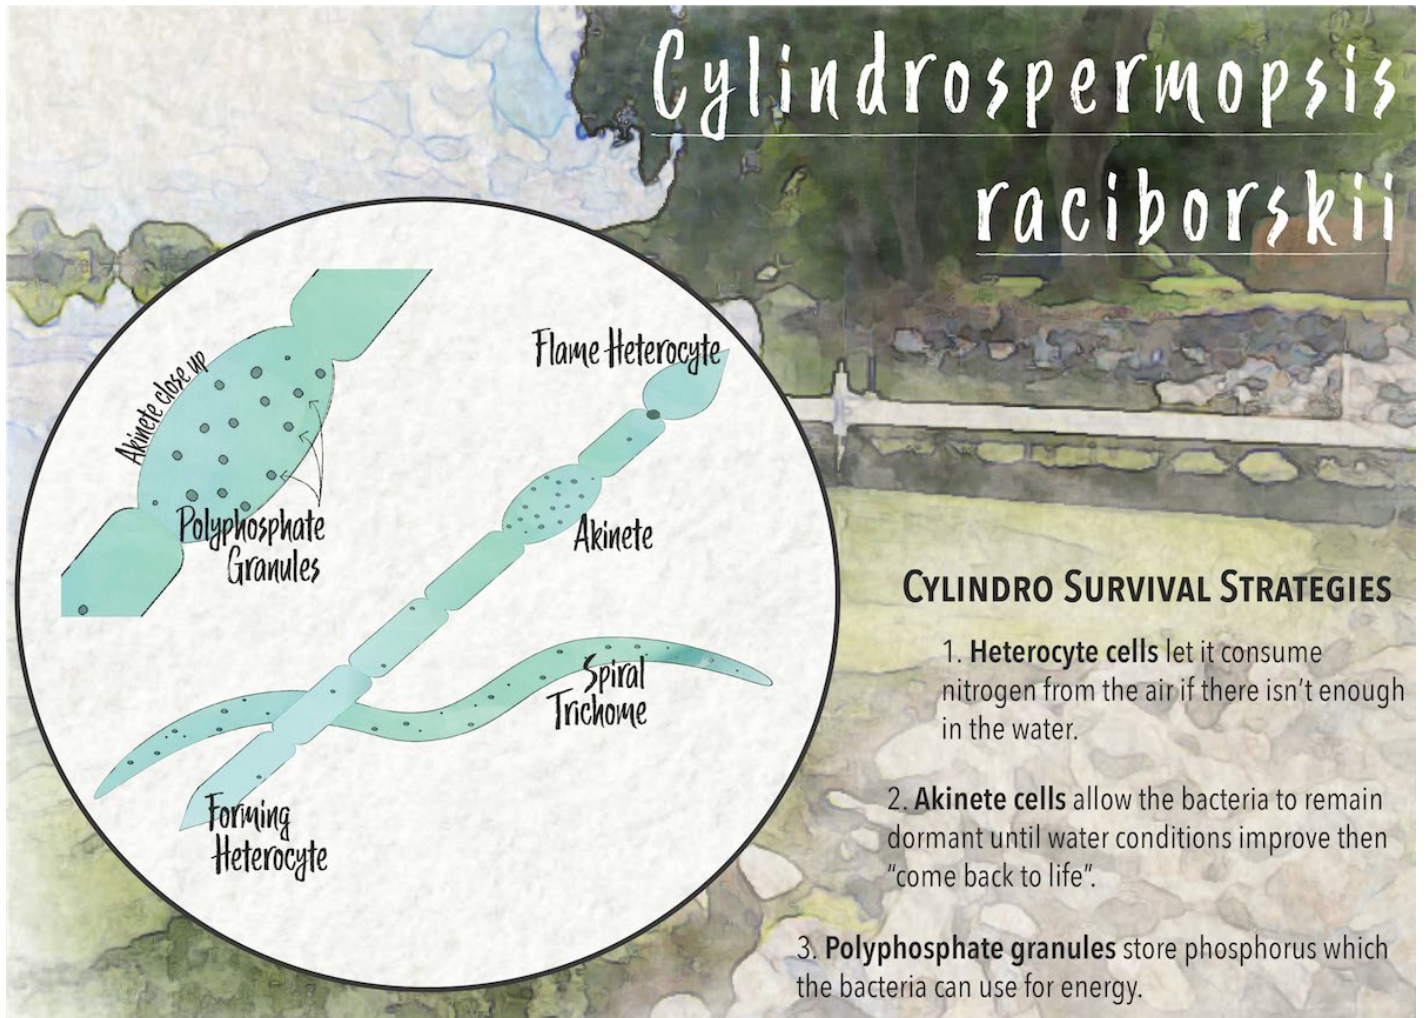 Cylindrospermopsis
raciborskii
Akinete close up
Flame Heterocyte
Polyphosphate
Granules
Akinete
Spiral
Trichome
Forming
Heterocyte
CYLINDRO SURVIVAL STRATEGIES
1. Heterocyte cells let it consume
nitrogen from the air if there isn't enough
in the water.
2. Akinete cells allow the bacteria to remain
dormant until water conditions improve then
"come back to life".
3. Polyphosphate granules store phosphorus which
the bacteria can use for energy.